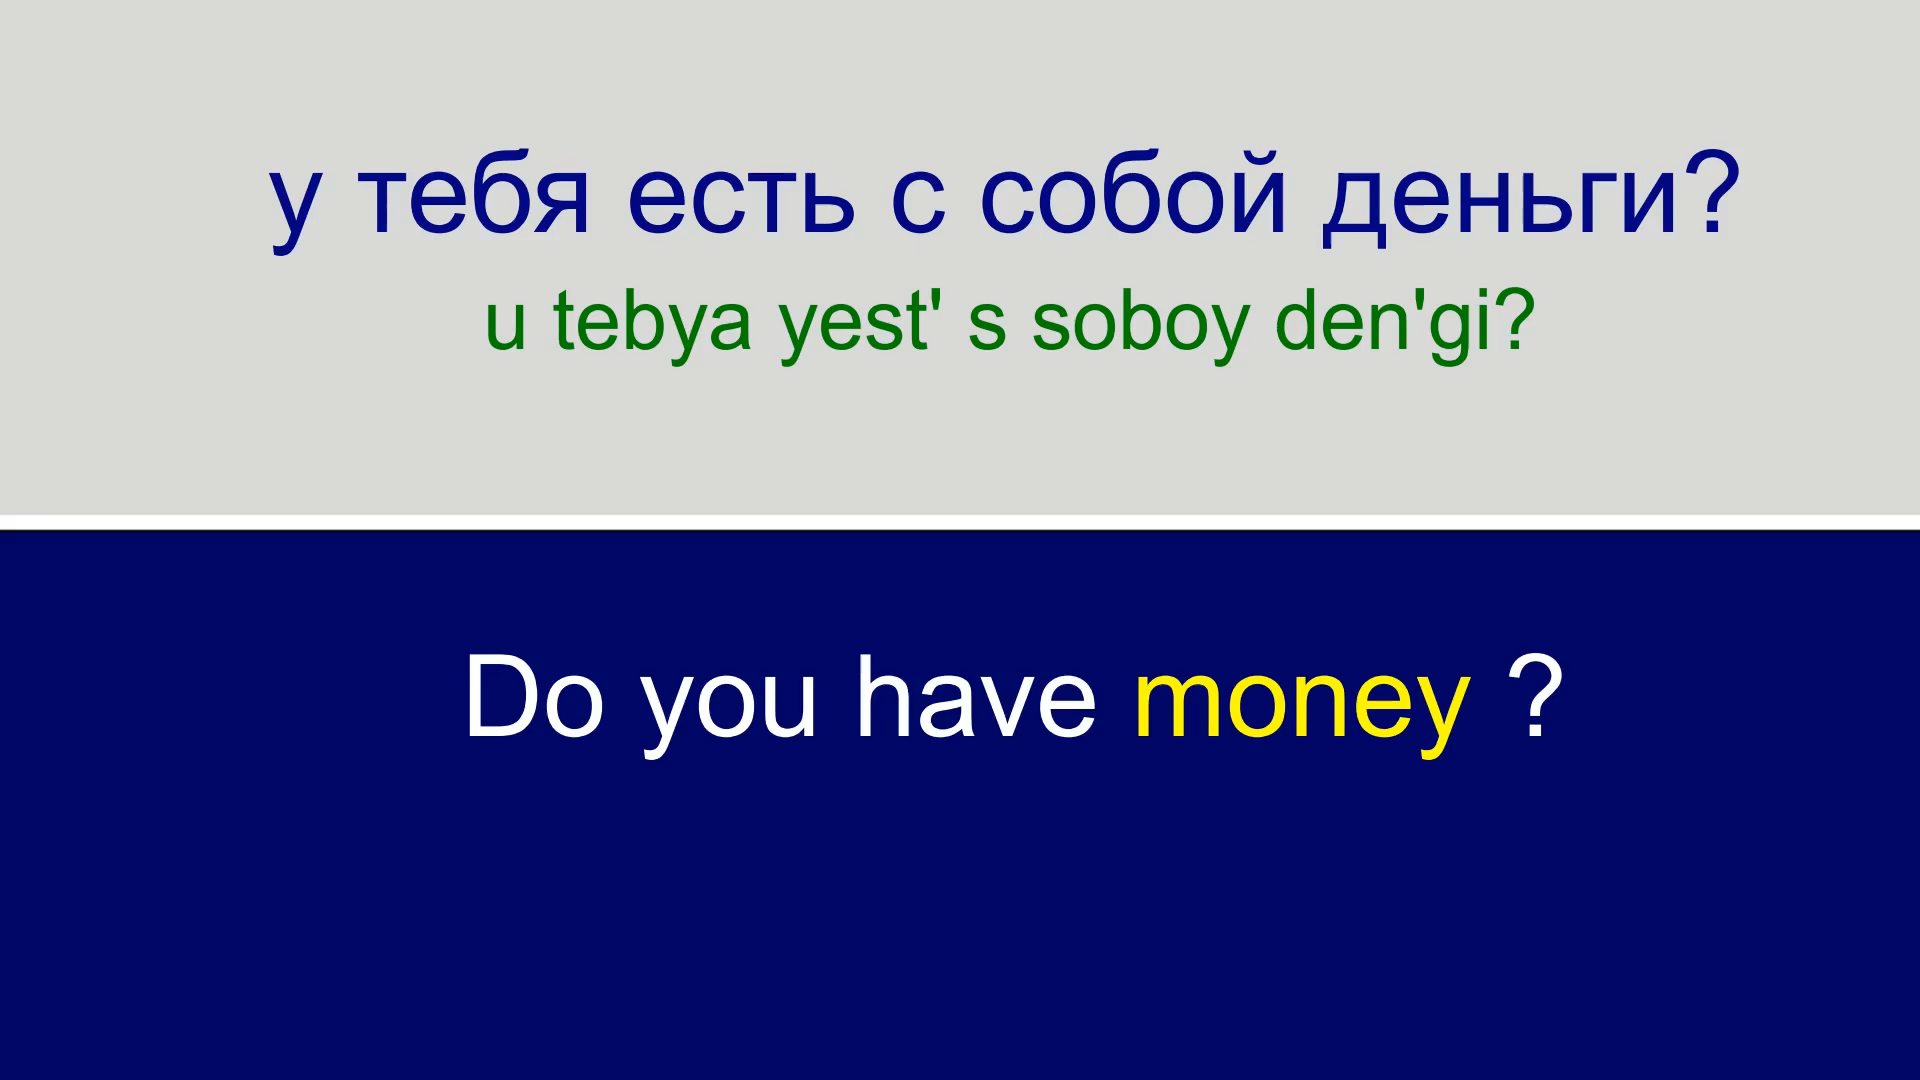 у тебя есть с собой деньги?
u tebya yest' s soboy den'gi?
Do you have money ?